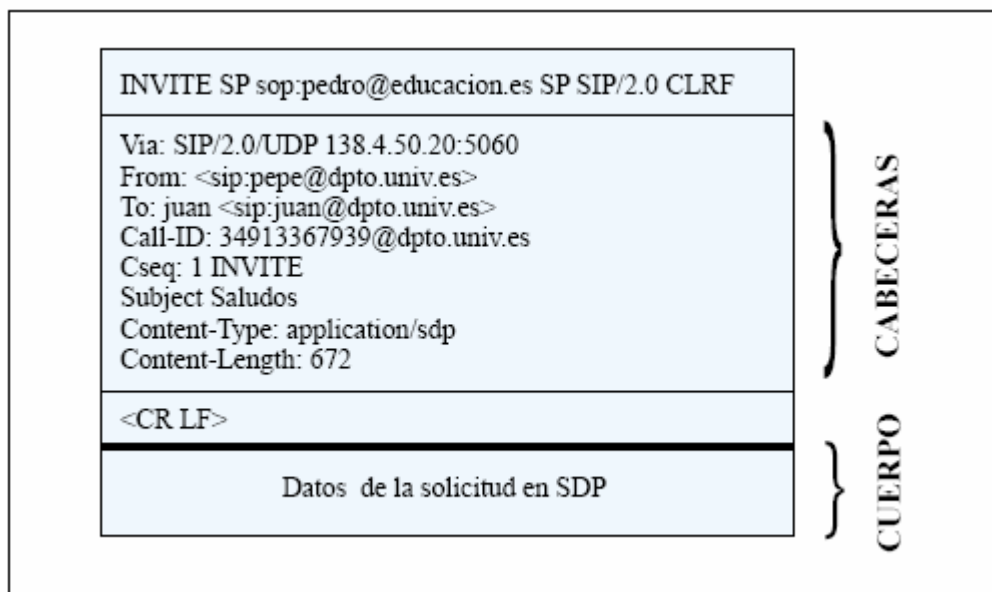 INVITE SP sop:pedro@educacion.es SP SIP/2.0 CLRF
Via: SIP/2.0/UDP 138.4.50.20:5060
From: <sip:pepe@dpto.univ.es>
To: juan <sip:juan@dpto.univ.es>
Call-ID: 34913367939@dpto.univ.es
Cseq: 1 INVITE
Subject Saludos
Content-Type: application/sdp
Content-Length: 672
CABECERAS
<CR LF>
Datos de la solicitud en SDP
CUERPO